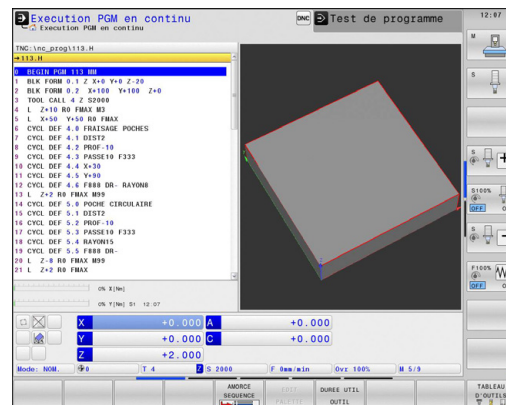 Execution PGM en continu
Execution PGM en continu
DNC
Test de programme
12:07
TNC:\nc_prog\113.H
→113.H
0 BEGIN PGM 113 MM
1 BLK FORM 0.1 Z X+0 Y+0 Z-20
2 BLK FORM 0.2 X+100 Y+100 Z+0
3 TOOL CALL 4 Z S2000
4 L Z+10 R0 FMAX M3
5 L X+50 Y+50 R0 FMAX
6 CYCL DEF 4.0 FRAISAGE POCHES
7 CYCL DEF 4.1 DIST2
8 CYCL DEF 4.2 PROF-10
9 CYCL DEF 4.3 PASSE10 F333
10 CYCL DEF 4.4 X+30
11 CYCL DEF 4.5 Y+90
12 CYCL DEF 4.6 F888 DR- RAYON8
13 L Z+2 R0 FMAX M99
14 CYCL DEF 5.0 POCHE CIRCULAIRE
15 CYCL DEF 5.1 DIST2
16 CYCL DEF 5.2 PROF-10
17 CYCL DEF 5.3 PASSE10 F333
18 CYCL DEF 5.4 RAYON15
19 CYCL DEF 5.5 F888 DR-
20 L Z-8 R0 FMAX M99
21 L Z+2 R0 FMAX
0% X[Nm]
0% Y[Nm] S1 12:07
X +0.000 A +0.000
Y +0.000 C +0.000
Z +2.000
Mode: NOM. 0 T 4 Z S 2000 F 0mm/min Ovr 100% M 5/9
M
S
S
S100%
OFF
S
F100%
OFF
AMORCE
SEQUENCE
DUREE UTIL
OUTIL
TABLEAU
D'OUTILS